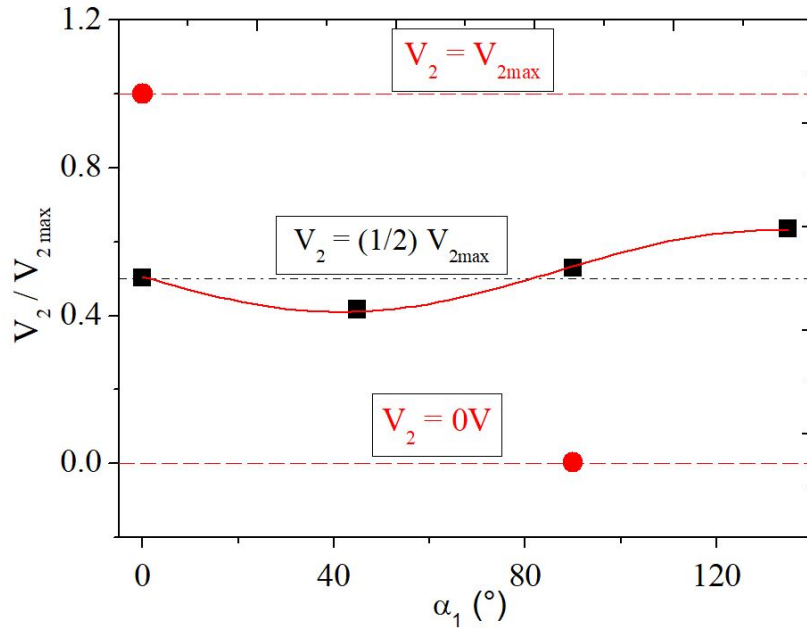 1.2
V₂ = V₂max
0.8
V₂ = (1/2) V₂max
V₂ / V₂ max
0.4
V₂ = 0V
0.0
0 40 80 120
α₁ (°)